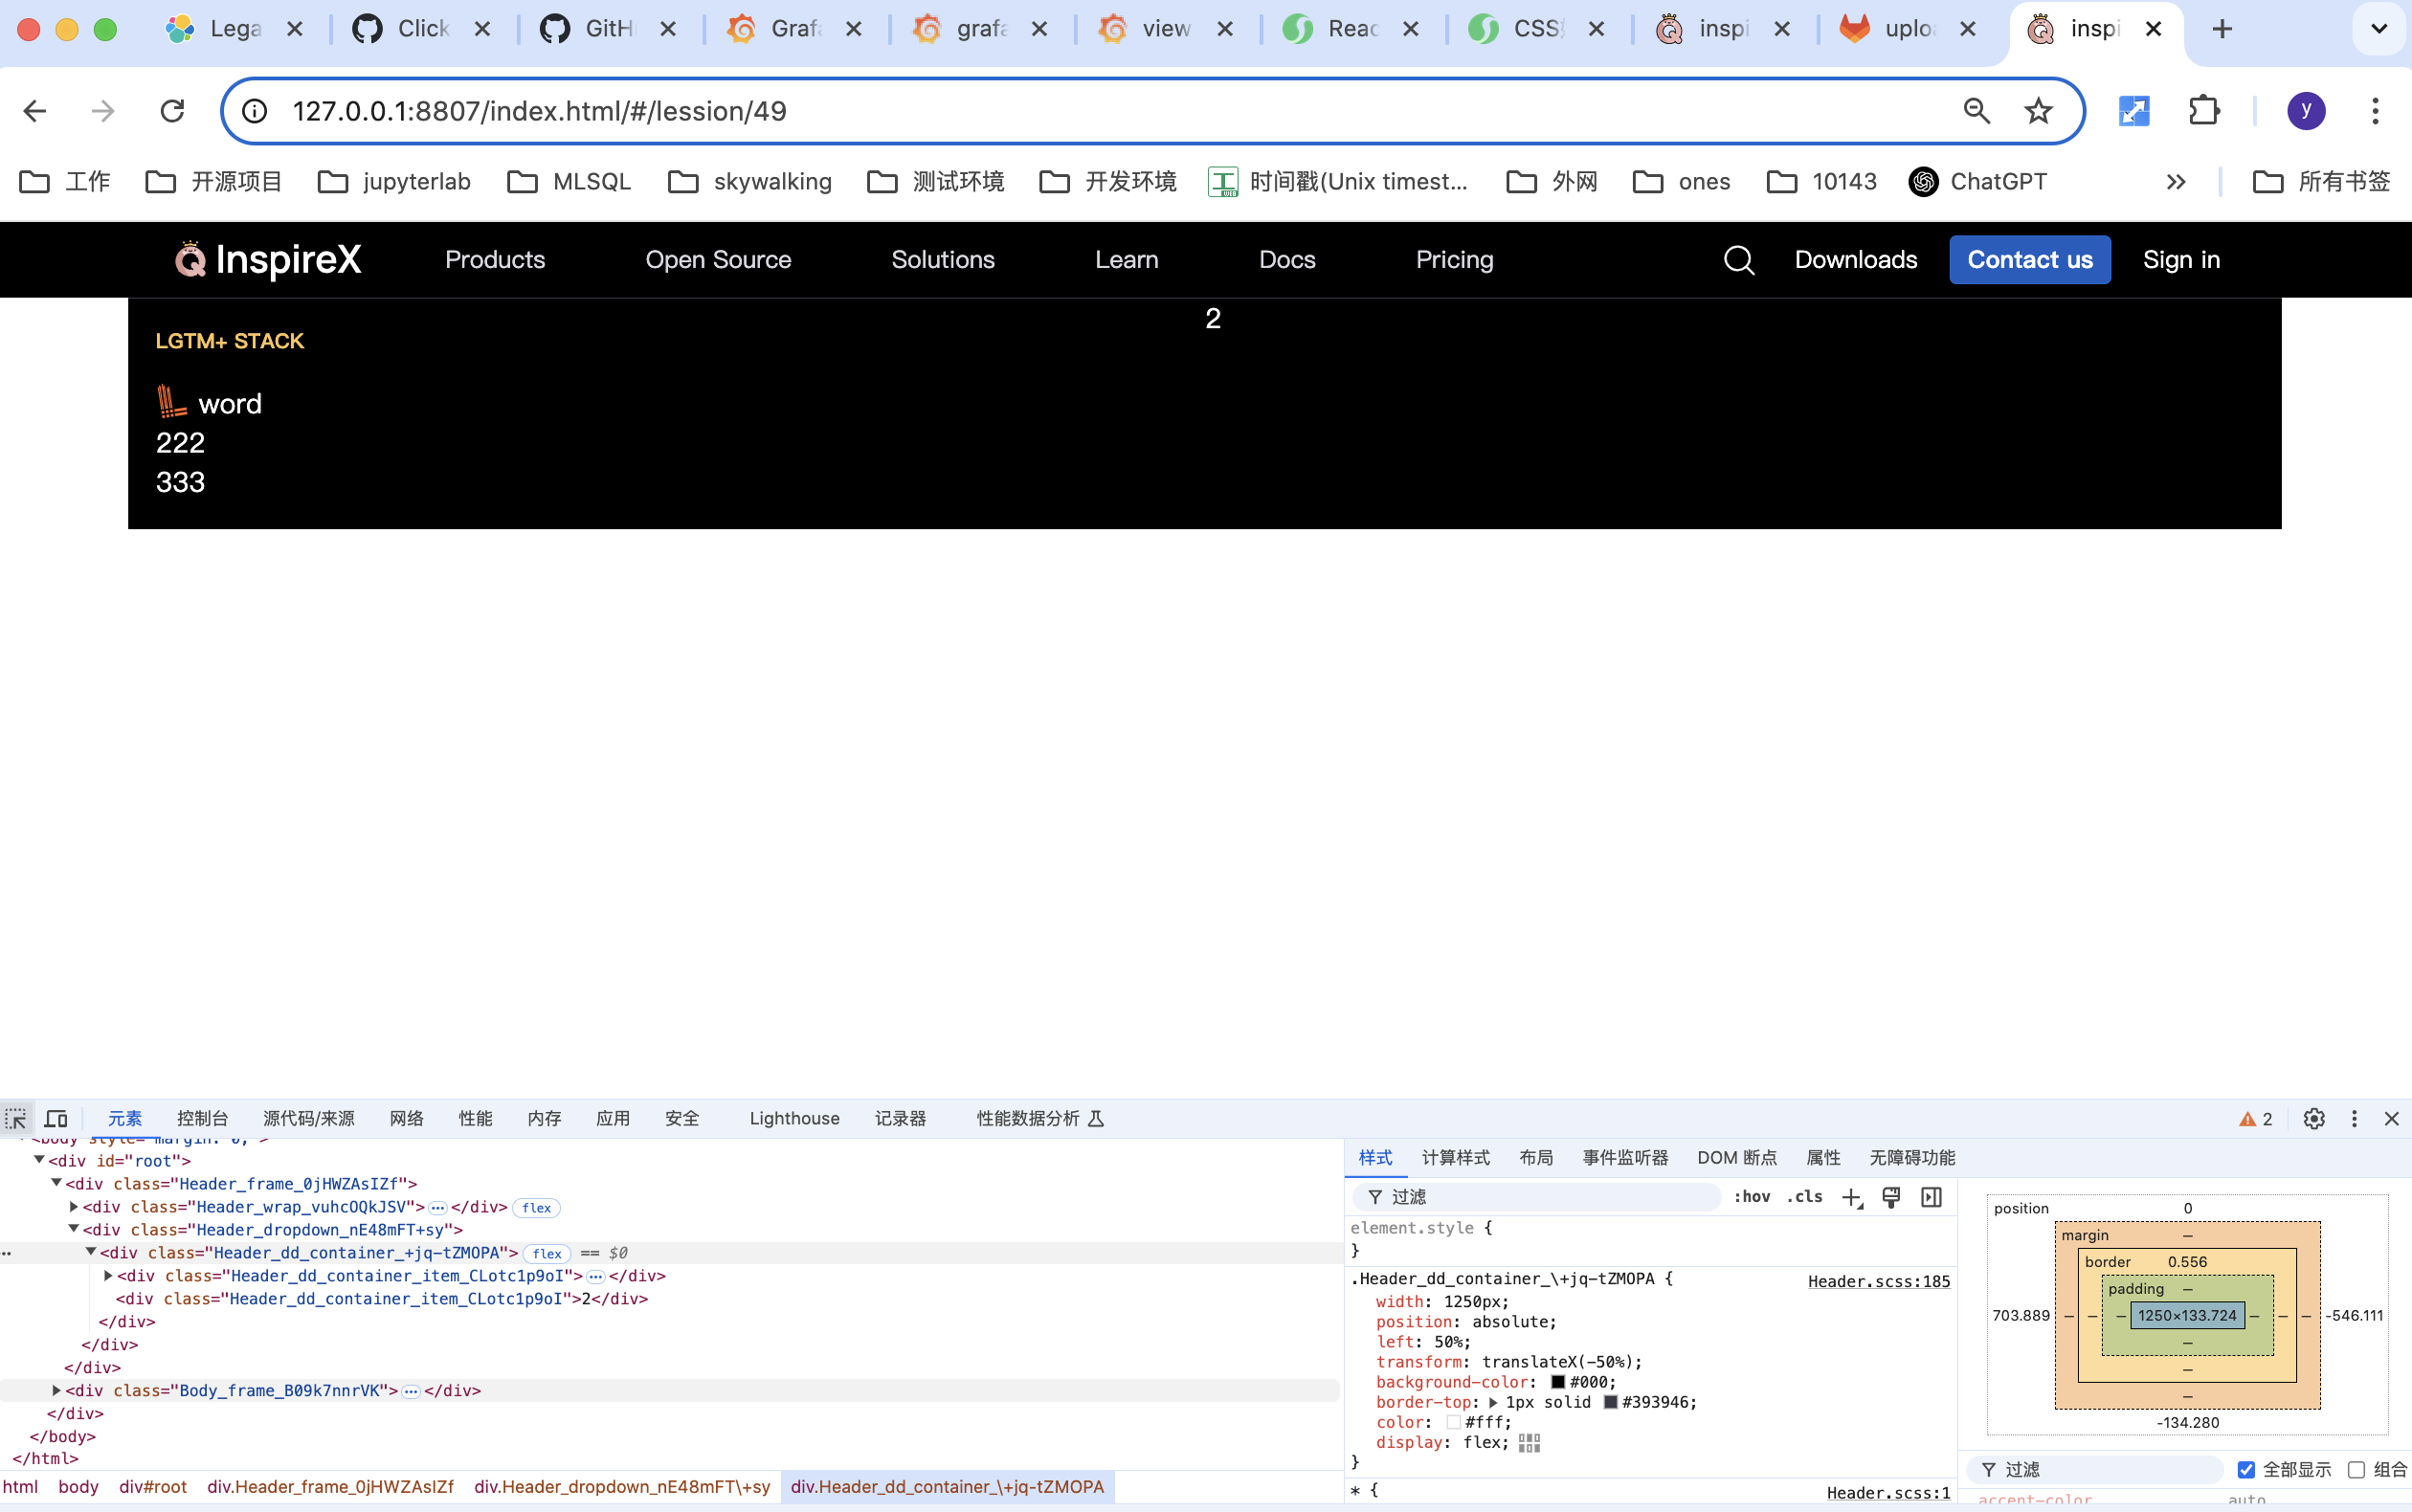 Lega
Click
GitH
Grafa
grafa
view
Reac
CSS
inspi
uploa
inspi
127.0.0.1:8807/index.html/#/lession/49
y
工作 开源项目 jupyterlab MLSQL skywalking 测试环境 开发环境 时间戳(Unix timest... 外网 ones 10143 ChatGPT 所有书签
InspireX Products Open Source Solutions Learn Docs Pricing Downloads Contact us Sign in
2
LGTM+ STACK
word
222
333
元素 控制台 源代码/来源 网络 性能 内存 应用 安全 Lighthouse 记录器 性能数据分析 2
<body style="margin: 0;">
<div id="root">
<div class="Header_frame_0jHWZAsIZf">
<div class="Header_wrap_vuhcOQkJSV">…</div> flex
<div class="Header_dropdown_nE48mFT+sy">
<div class="Header_dd_container_+jq-tZMOPA"> flex == $0
<div class="Header_dd_container_item_CLotc1p9oI">…</div>
<div class="Header_dd_container_item_CLotc1p9oI">2</div>
</div>
</div>
</div>
<div class="Body_frame_B09k7nnrVK">…</div>
</div>
</body>
</html>
html body div#root div.Header_frame_0jHWZAsIZf div.Header_dropdown_nE48mFT\+sy div.Header_dd_container_\+jq-tZMOPA
样式 计算样式 布局 事件监听器 DOM 断点 属性 无障碍功能
过滤 :hov .cls
element.style {
}
.Header_dd_container_\+jq-tZMOPA { Header.scss:185
width: 1250px;
position: absolute;
left: 50%;
transform: translateX(-50%);
background-color: #000;
border-top: 1px solid #393946;
color: #fff;
display: flex;
}
* { Header.scss:1
position 0
margin –
border 0.556
padding –
703.889 – – – 1250×133.724 – – – -546.111
–
–
–
-134.280
过滤 全部显示 组合
accent-color auto